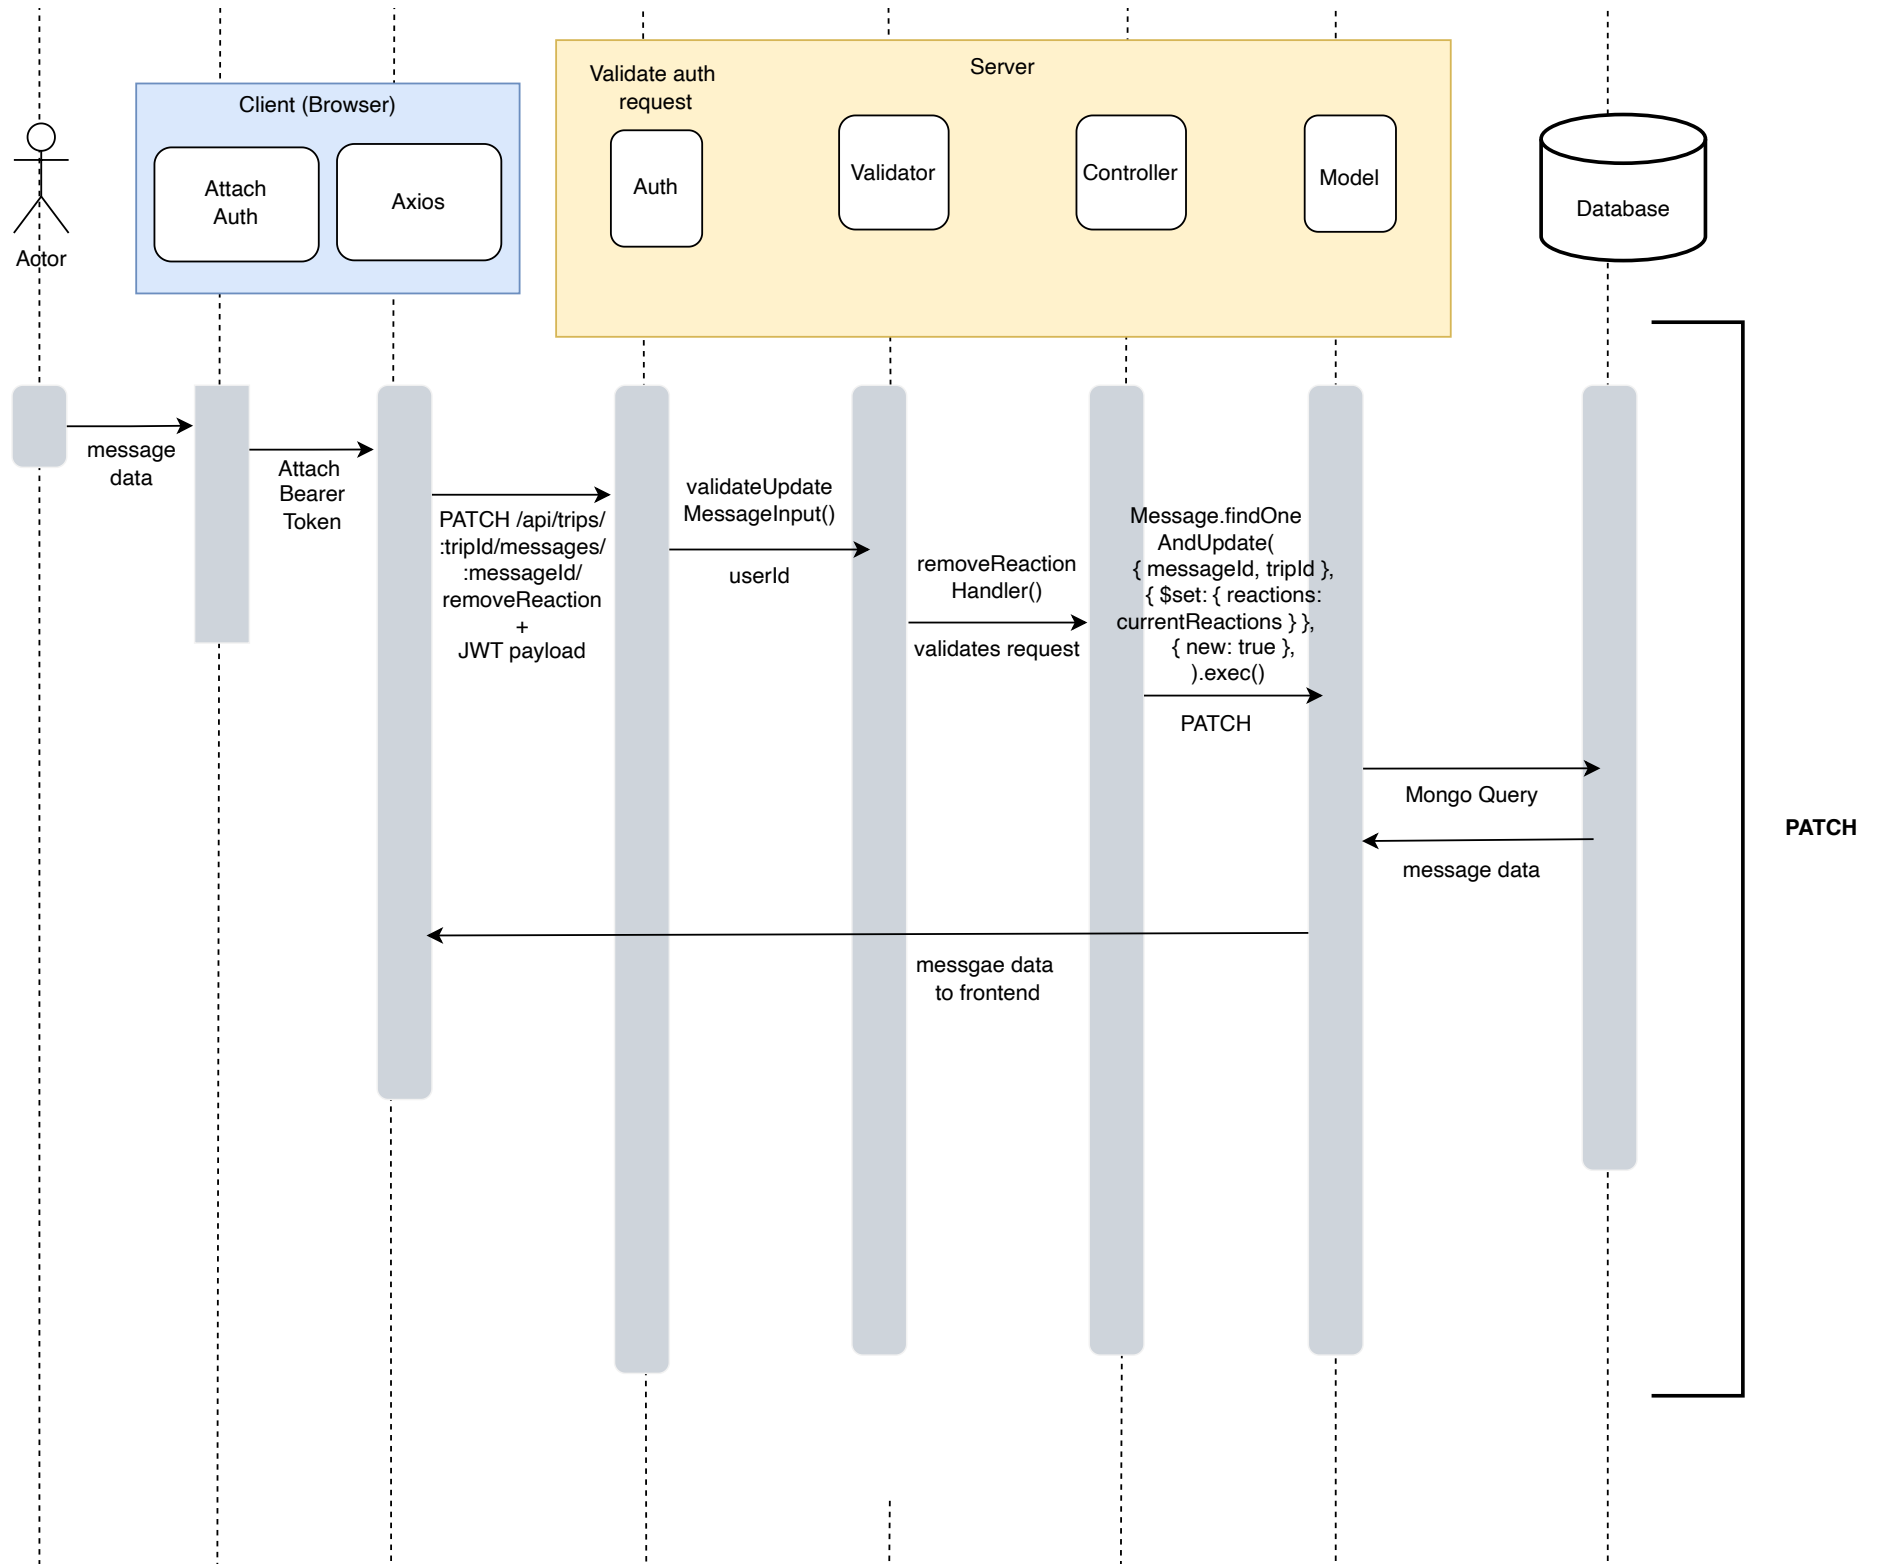 Validate auth
request
Server
Client (Browser)
Actor
Attach
Auth
Axios
Auth
Validator
Controller
Model
Database
message
data
Attach
Bearer
Token
PATCH /api/trips/
:tripId/messages/
:messageId/
removeReaction
+
JWT payload
validateUpdate
MessageInput()
userId
removeReaction
Handler()
validates request
Message.findOne
AndUpdate(
{ messageId, tripId },
{ $set: { reactions:
currentReactions } },
{ new: true },
).exec()
PATCH
Mongo Query
message data
messgae data
to frontend
PATCH